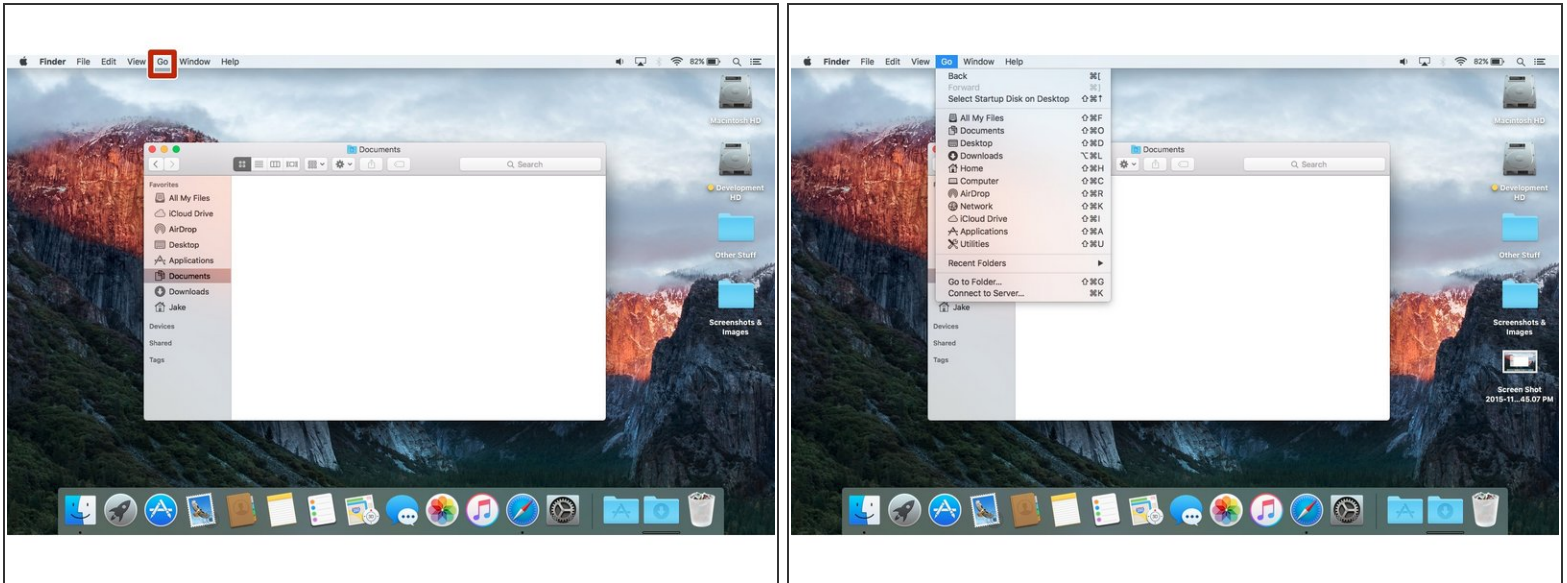 Finder File Edit View Go Window Help
82%
Macintosh HD
Documents
Search
Favorites
All My Files
iCloud Drive
AirDrop
Desktop
Applications
Documents
Downloads
Jake
Devices
Shared
Tags
Development
HD
Other Stuff
Screenshots &
Images
Finder File Edit View Go Window Help
82%
Back ⌘[
Forward ⌘]
Select Startup Disk on Desktop ⇧⌘↑
All My Files ⇧⌘F
Documents ⇧⌘O
Desktop ⇧⌘D
Downloads ⌥⌘L
Home ⇧⌘H
Computer ⇧⌘C
AirDrop ⇧⌘R
Network ⇧⌘K
iCloud Drive ⇧⌘I
Applications ⇧⌘A
Utilities ⇧⌘U
Recent Folders ▶
Go to Folder... ⇧⌘G
Connect to Server... ⌘K
Macintosh HD
Documents
Search
Jake
Devices
Shared
Tags
Development
HD
Other Stuff
Screenshots &
Images
Screen Shot
2015-11...45.07 PM